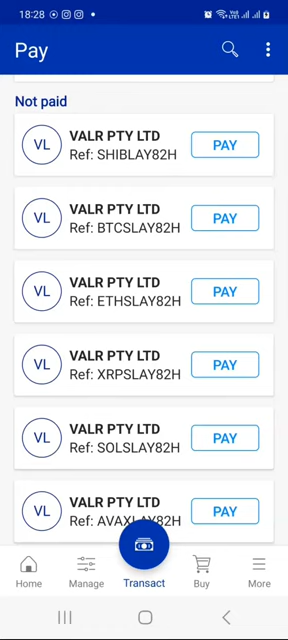 18:28
Pay
Not paid
VL
VALR PTY LTD
Ref: SHIBLAY82H
PAY
VL
VALR PTY LTD
Ref: BTCSLAY82H
PAY
VL
VALR PTY LTD
Ref: ETHSLAY82H
PAY
VL
VALR PTY LTD
Ref: XRPSLAY82H
PAY
VL
VALR PTY LTD
Ref: SOLSLAY82H
PAY
VL
VALR PTY LTD
Ref: AVAXLAY82H
PAY
Home
Manage
Transact
Buy
More